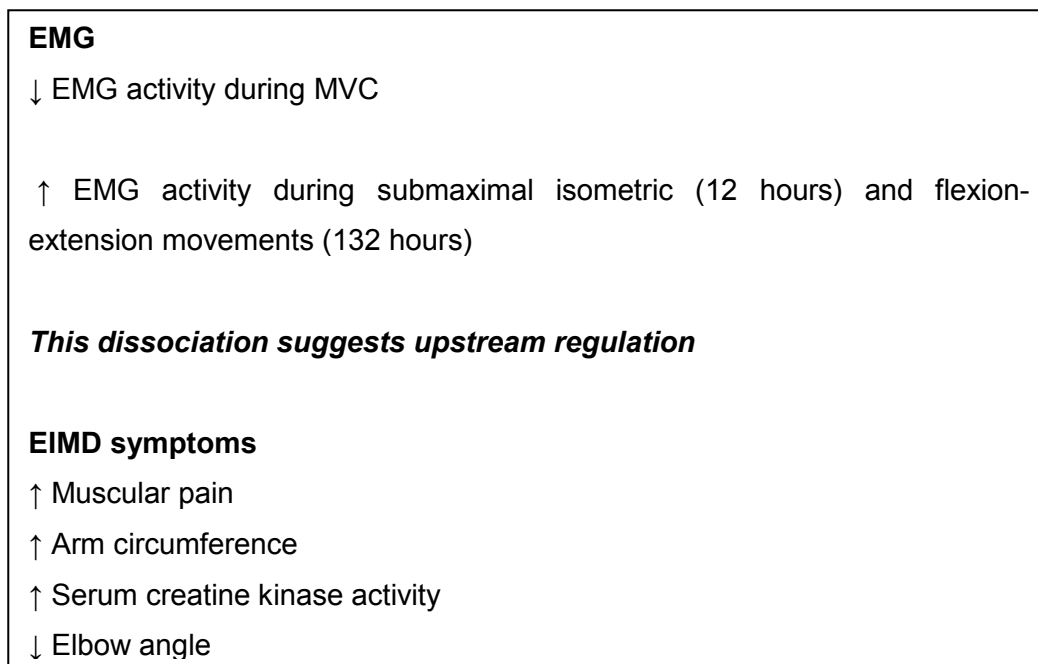 EMG
↓ EMG activity during MVC
↑ EMG activity during submaximal isometric (12 hours) and flexion-
extension movements (132 hours)
This dissociation suggests upstream regulation
EIMD symptoms
↑ Muscular pain
↑ Arm circumference
↑ Serum creatine kinase activity
↓ Elbow angle